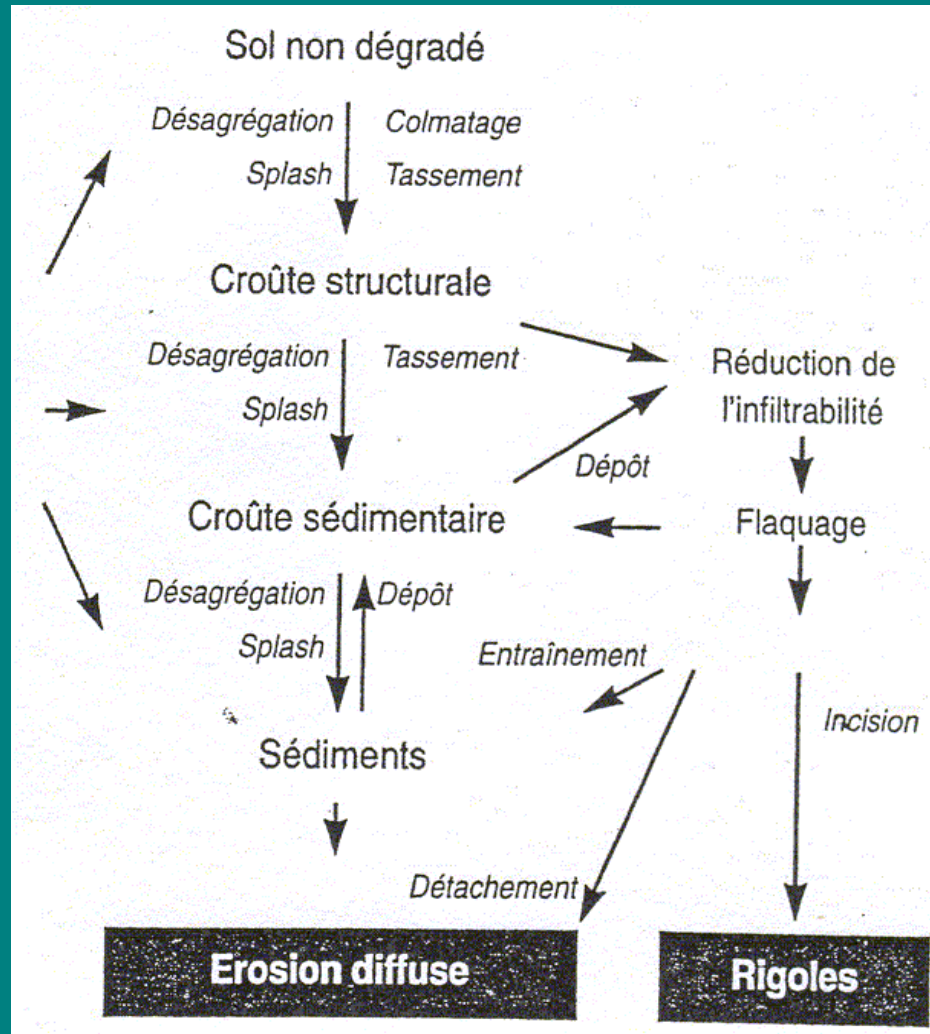 Sol non dégradé
Désagrégation Colmatage
Splash Tassement
Croûte structurale
Désagrégation Tassement
Splash
Réduction de
l'infiltrabilité
Dépôt
Croûte sédimentaire
Flaquage
Désagrégation Dépôt
Splash
Entraînement
Incision
Sédiments
Détachement
Erosion diffuse
Rigoles